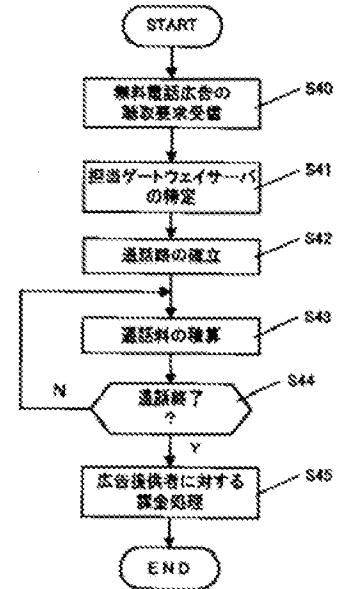 START
無料電話広告の
聴取要求受信
S40
担当ゲートウェイサーバ
の特定
S41
通話路の確立
S42
通話料の積算
S43
通話終了
?
S44
N
Y
広告提供者に対する
課金処理
S45
END